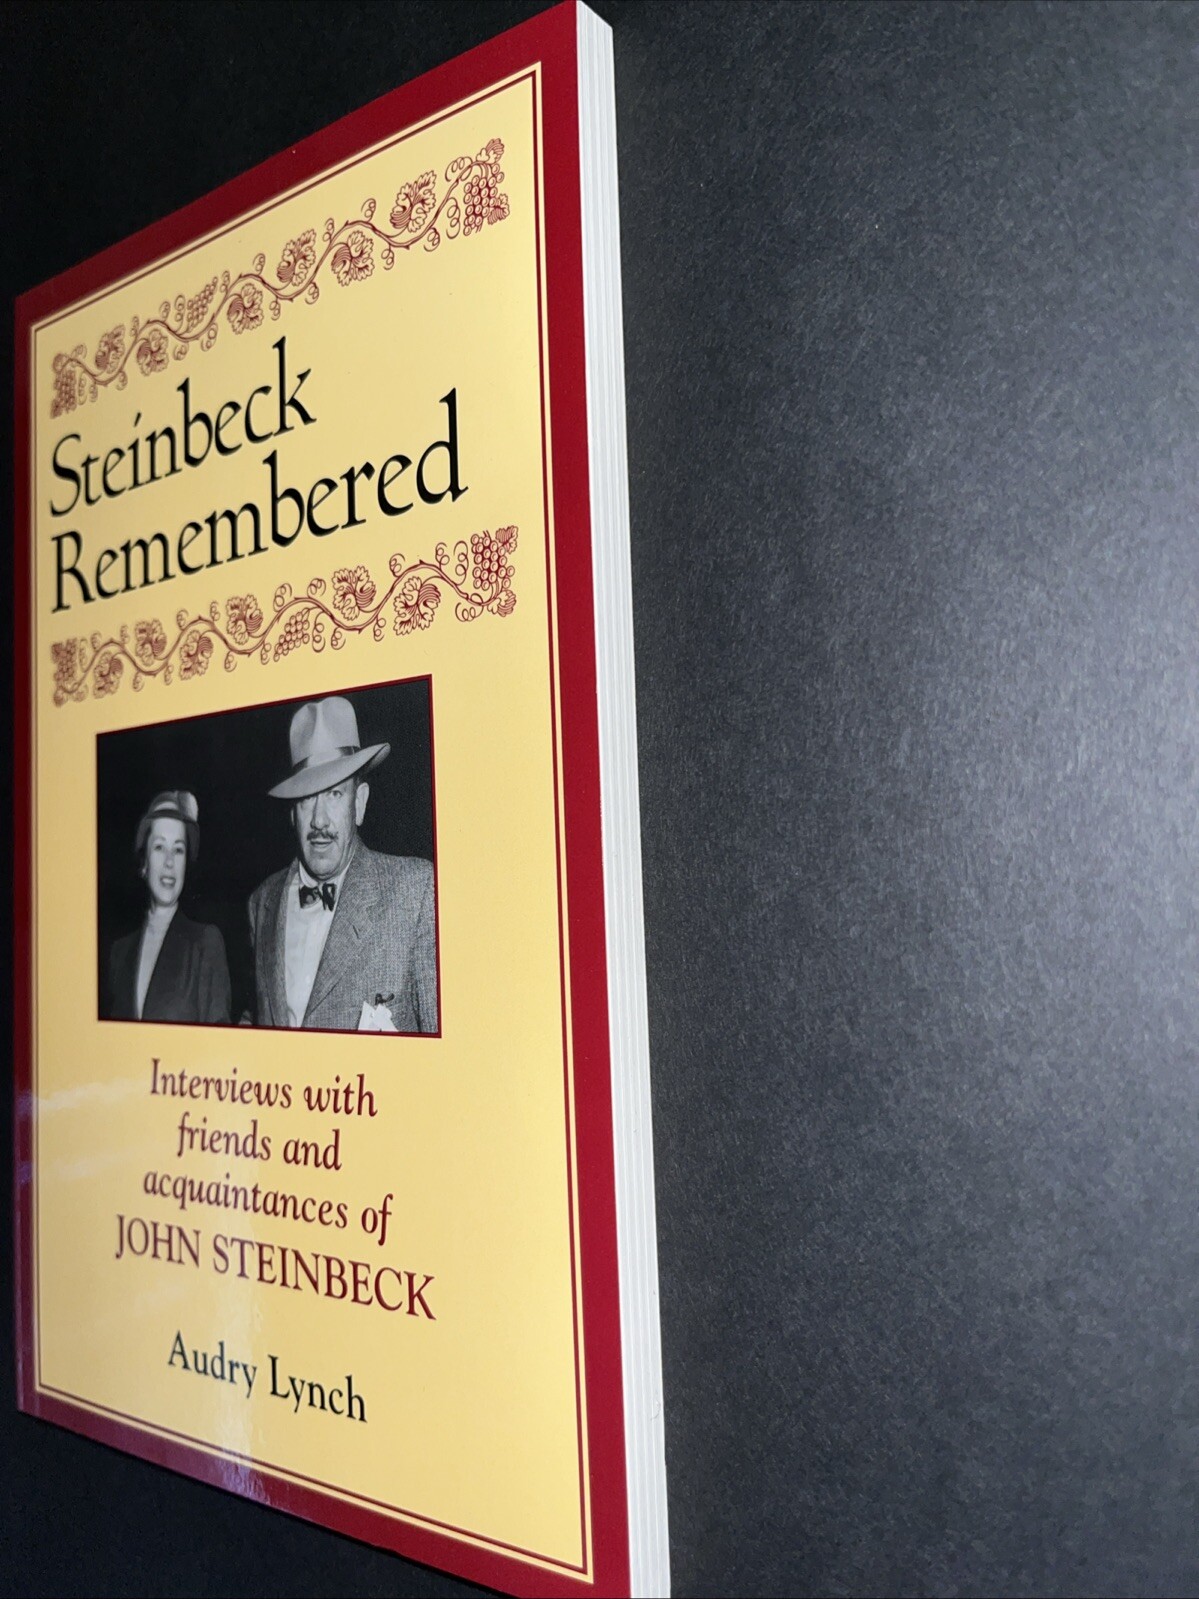 Steinbeck
Remembered
Interviews with
friends and
acquaintances of
JOHN STEINBECK
Audry Lynch